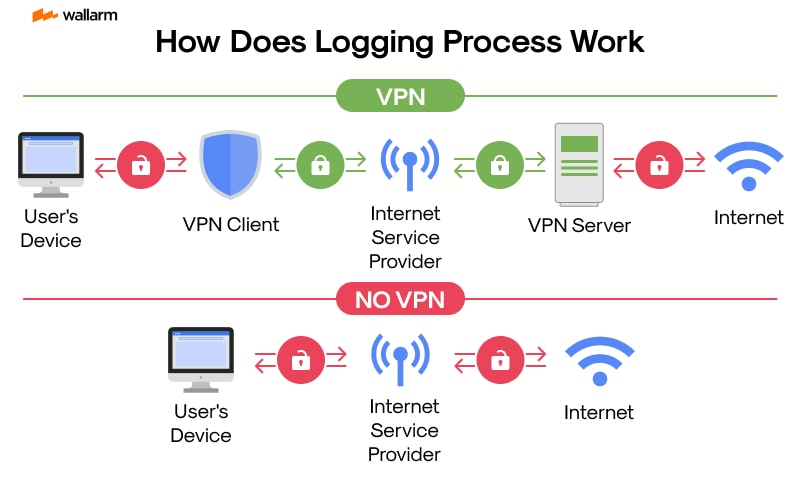 wallarm
How Does Logging Process Work
VPN
User's
Device
VPN Client
Internet
Service
Provider
VPN Server
Internet
NO VPN
User's
Device
Internet
Service
Provider
Internet